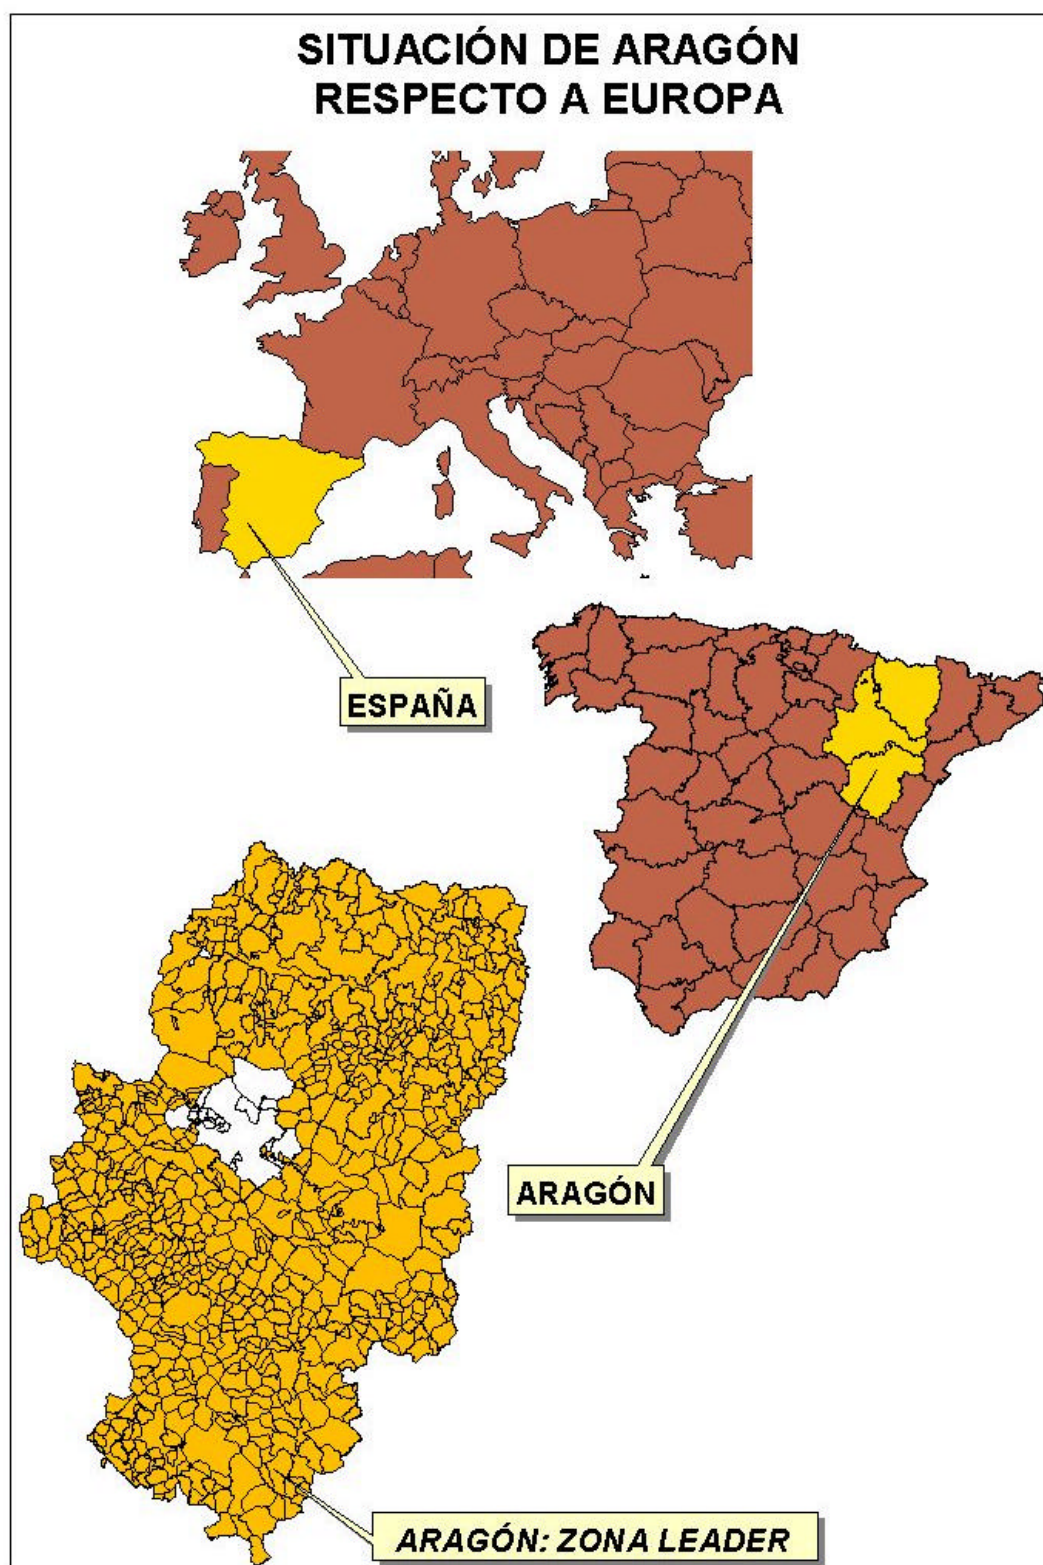 SITUACIÓN DE ARAGÓN
RESPECTO A EUROPA
ESPAÑA
ARAGÓN
ARAGÓN: ZONA LEADER